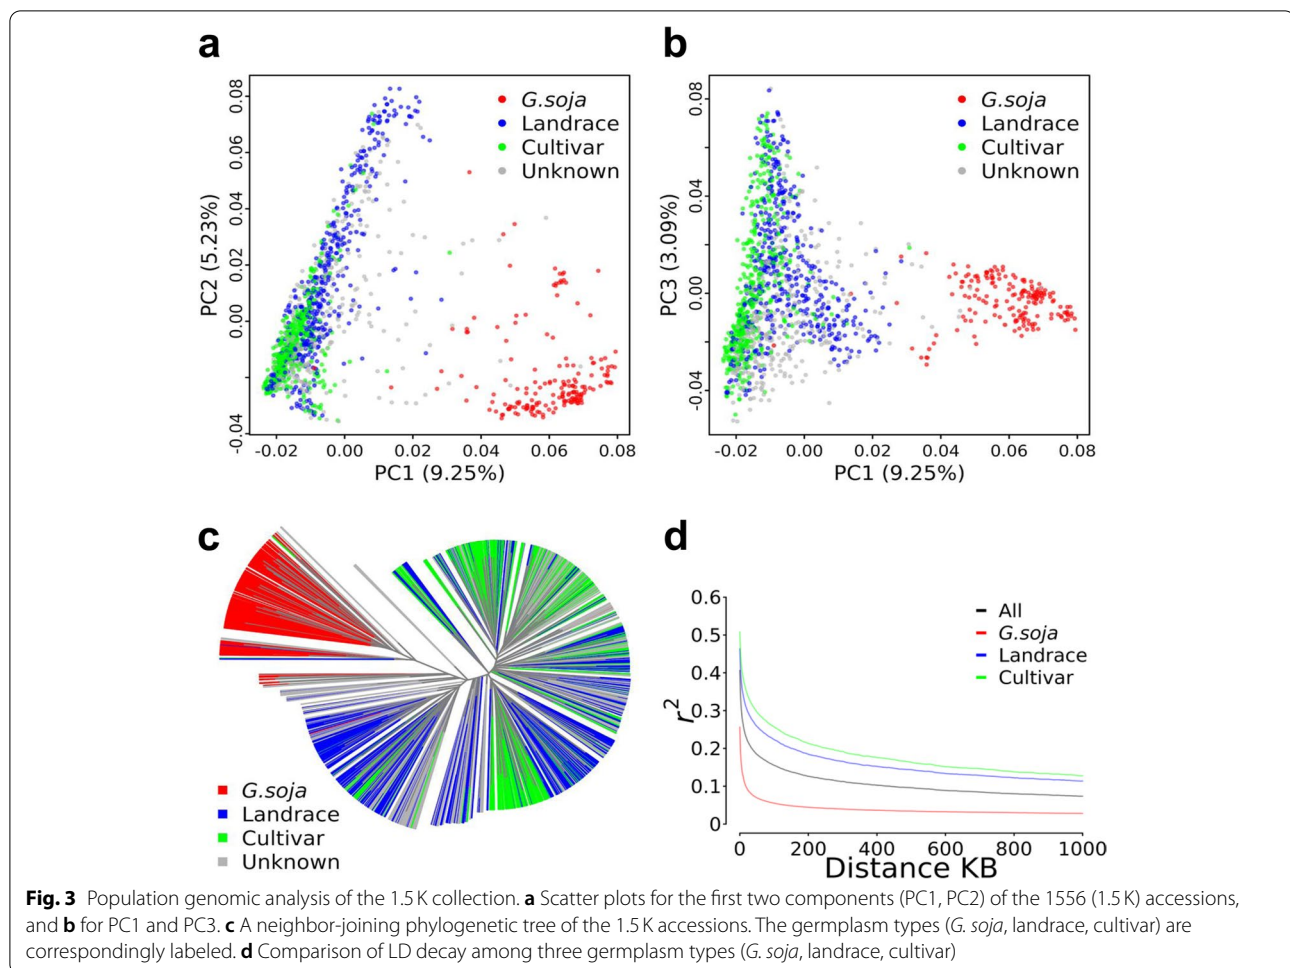 a
0.08
0.06
0.04
0.02
0.00
-0.04
PC2 (5.23%)
G.soja
Landrace
Cultivar
Unknown
-0.02 0.00 0.02 0.04 0.06 0.08
PC1 (9.25%)
b
0.08
0.04
0.00
-0.04
PC3 (3.09%)
G.soja
Landrace
Cultivar
Unknown
-0.02 0.00 0.02 0.04 0.06 0.08
PC1 (9.25%)
c
G.soja
Landrace
Cultivar
Unknown
d
0.6
0.5
0.4
0.3
0.2
0.1
0
r²
All
G.soja
Landrace
Cultivar
0 200 400 600 800 1000
Distance KB
Fig. 3 Population genomic analysis of the 1.5 K collection. a Scatter plots for the first two components (PC1, PC2) of the 1556 (1.5 K) accessions,
and b for PC1 and PC3. c A neighbor-joining phylogenetic tree of the 1.5 K accessions. The germplasm types (G. soja, landrace, cultivar) are
correspondingly labeled. d Comparison of LD decay among three germplasm types (G. soja, landrace, cultivar)